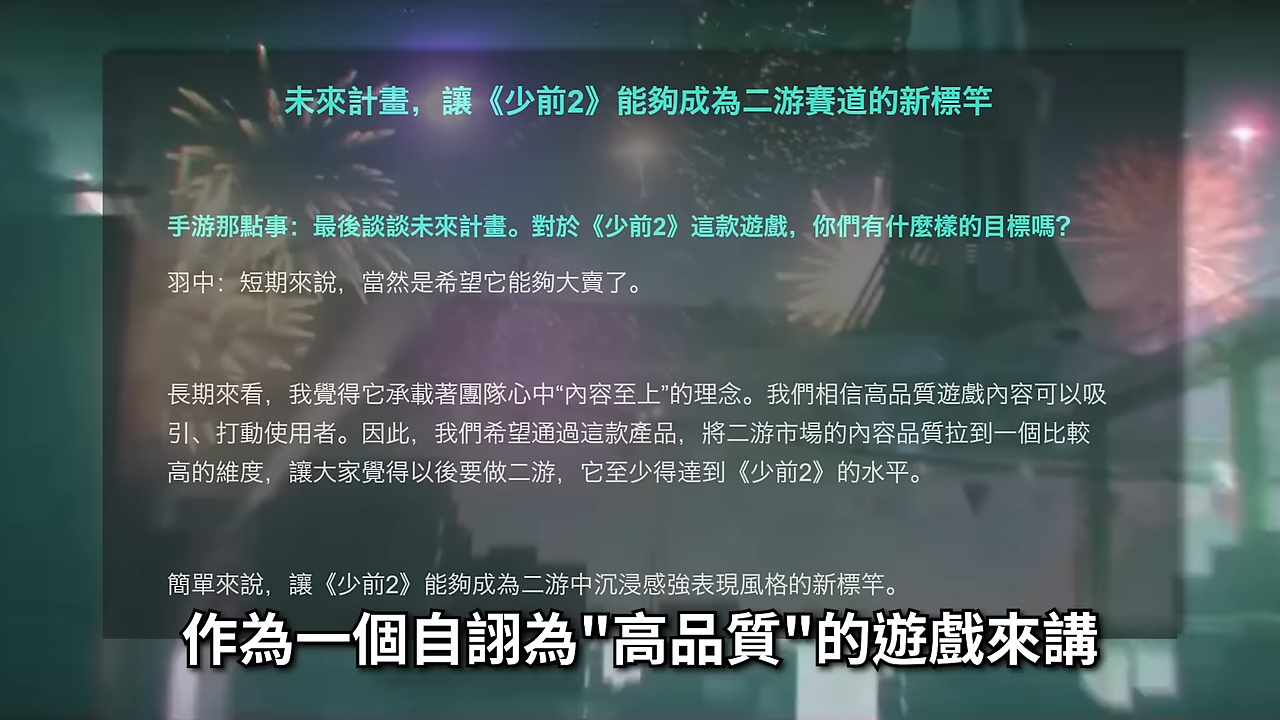 未來計畫，讓《少前2》能夠成為二游賽道的新標竿
手游那點事：最後談談未來計畫。對於《少前2》這款遊戲，你們有什麼樣的目標嗎？
羽中：短期來說，當然是希望它能夠大賣了。
長期來看，我覺得它承載著團隊心中“內容至上”的理念。我們相信高品質遊戲內容可以吸
引、打動使用者。因此，我們希望通過這款產品，將二游市場的內容品質拉到一個比較
高的維度，讓大家覺得以後要做二游，它至少得達到《少前2》的水平。
簡單來說，讓《少前2》能夠成為二游中沉浸感強表現風格的新標竿。
作為一個自詡為"高品質"的遊戲來講